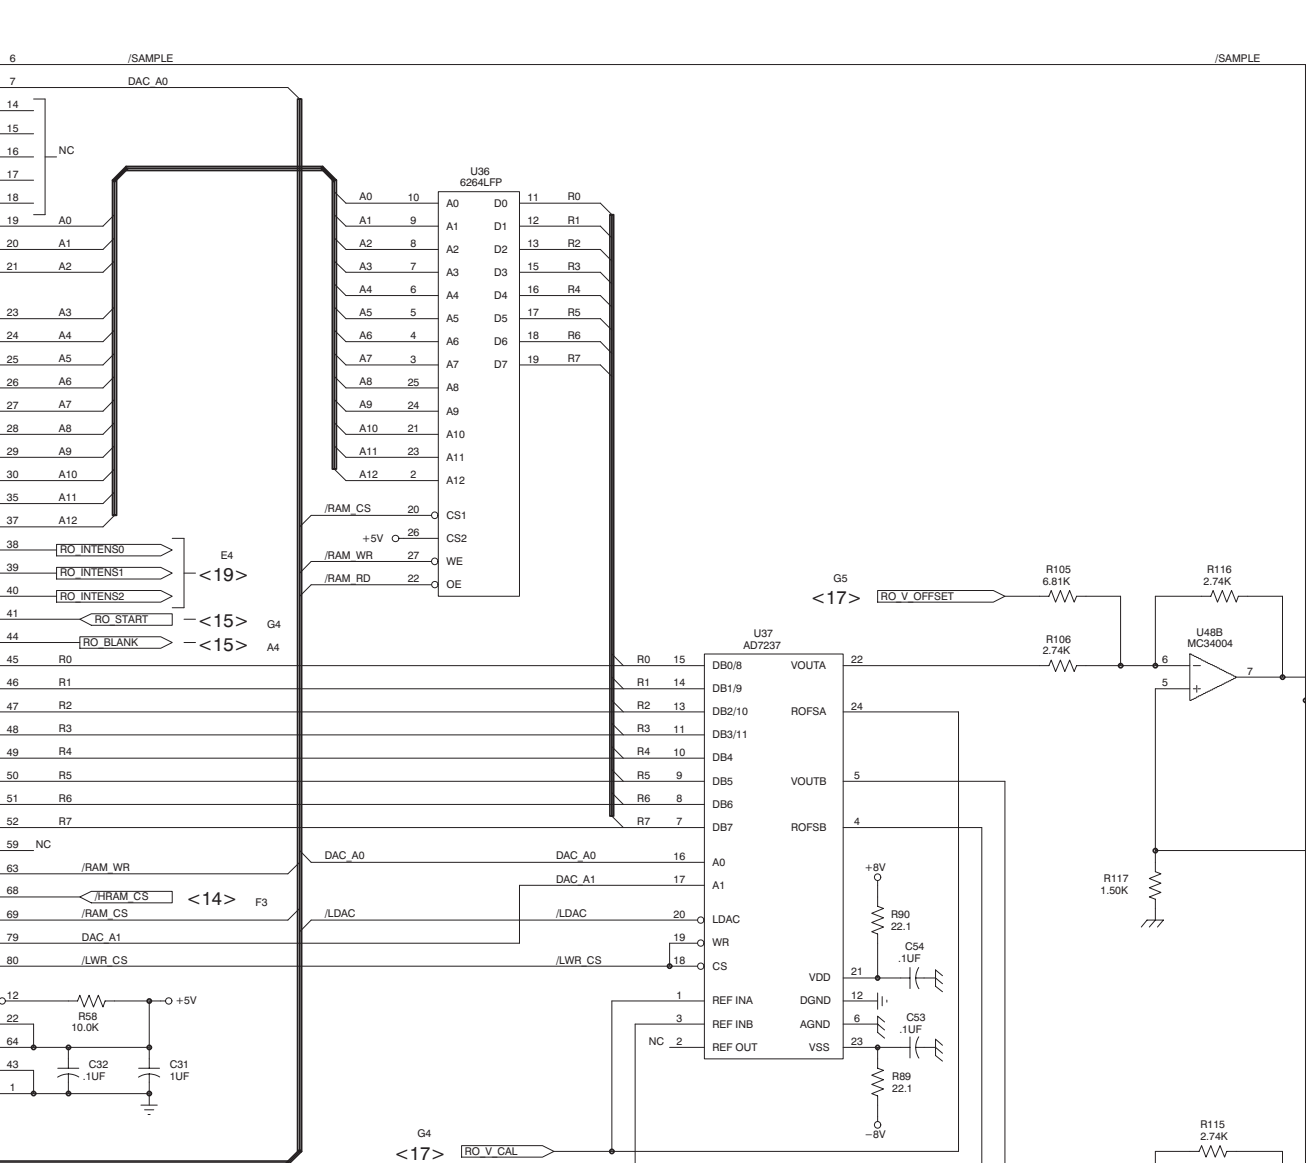 6 /SAMPLE /SAMPLE
7 DAC_A0
14
15
16 NC
17
18
19 A0
20 A1
21 A2
23 A3
24 A4
25 A5
26 A6
27 A7
28 A8
29 A9
30 A10
35 A11
37 A12
38 RO_INTENS0
39 RO_INTENS1
40 RO_INTENS2
E4
<19>
41 RO_START <15> G4
44 RO_BLANK <15> A4
45 R0
46 R1
47 R2
48 R3
49 R4
50 R5
51 R6
52 R7
59 NC
63 /RAM_WR
68 /HRAM_CS <14> F3
69 /RAM_CS
79 DAC_A1
80 /LWR_CS
12 +5V
R58
10.0K
22
64
43
1
C32
.1UF
C31
1UF
U36
6264LFP
A0 10 A0 D0 11 R0
A1 9 A1 D1 12 R1
A2 8 A2 D2 13 R2
A3 7 A3 D3 15 R3
A4 6 A4 D4 16 R4
A5 5 A5 D5 17 R5
A6 4 A6 D6 18 R6
A7 3 A7 D7 19 R7
A8 25 A8
A9 24 A9
A10 21 A10
A11 23 A11
A12 2 A12
/RAM_CS 20 CS1
+5V 26 CS2
/RAM_WR 27 WE
/RAM_RD 22 OE
G5
<17> RO_V_OFFSET
R105
6.81K
R116
2.74K
R106
2.74K
U48B
MC34004
6 −
5 +
7
U37
AD7237
R0 15 DB0/8 VOUTA 22
R1 14 DB1/9
R2 13 DB2/10 ROFSA 24
R3 11 DB3/11
R4 10 DB4
R5 9 DB5 VOUTB 5
R6 8 DB6
R7 7 DB7 ROFSB 4
DAC_A0 DAC_A0 16 A0
DAC_A1 17 A1
/LDAC /LDAC 20 LDAC
19 WR
/LWR_CS 18 CS
VDD 21
1 REF INA DGND 12
3 REF INB AGND 6
NC 2 REF OUT VSS 23
+8V
R90
22.1
C54
.1UF
C53
.1UF
R89
22.1
−8V
R117
1.50K
G4
<17> RO_V_CAL
R115
2.74K